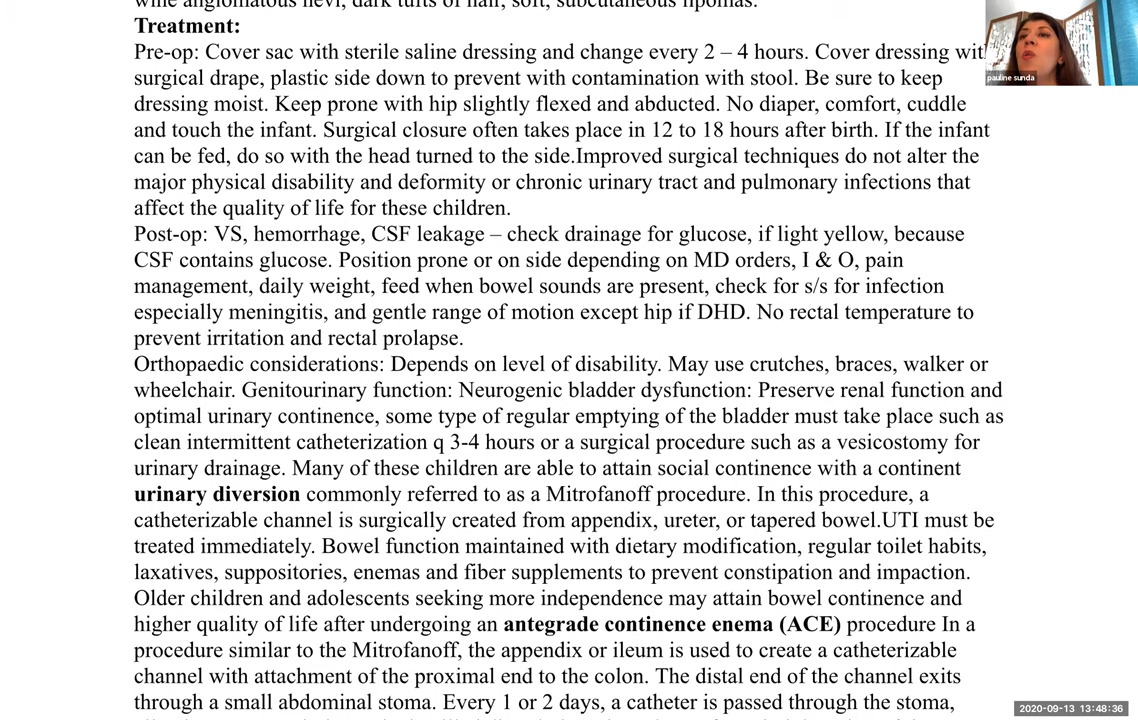 wine angiomatous nevi, dark tufts of hair, soft, subcutaneous lipomas.
Treatment:
Pre-op: Cover sac with sterile saline dressing and change every 2 – 4 hours. Cover dressing with
surgical drape, plastic side down to prevent with contamination with stool. Be sure to keep
dressing moist. Keep prone with hip slightly flexed and abducted. No diaper, comfort, cuddle
and touch the infant. Surgical closure often takes place in 12 to 18 hours after birth. If the infant
can be fed, do so with the head turned to the side.Improved surgical techniques do not alter the
major physical disability and deformity or chronic urinary tract and pulmonary infections that
affect the quality of life for these children.
Post-op: VS, hemorrhage, CSF leakage – check drainage for glucose, if light yellow, because
CSF contains glucose. Position prone or on side depending on MD orders, I & O, pain
management, daily weight, feed when bowel sounds are present, check for s/s for infection
especially meningitis, and gentle range of motion except hip if DHD. No rectal temperature to
prevent irritation and rectal prolapse.
Orthopaedic considerations: Depends on level of disability. May use crutches, braces, walker or
wheelchair. Genitourinary function: Neurogenic bladder dysfunction: Preserve renal function and
optimal urinary continence, some type of regular emptying of the bladder must take place such as
clean intermittent catheterization q 3-4 hours or a surgical procedure such as a vesicostomy for
urinary drainage. Many of these children are able to attain social continence with a continent
urinary diversion commonly referred to as a Mitrofanoff procedure. In this procedure, a
catheterizable channel is surgically created from appendix, ureter, or tapered bowel.UTI must be
treated immediately. Bowel function maintained with dietary modification, regular toilet habits,
laxatives, suppositories, enemas and fiber supplements to prevent constipation and impaction.
Older children and adolescents seeking more independence may attain bowel continence and
higher quality of life after undergoing an antegrade continence enema (ACE) procedure In a
procedure similar to the Mitrofanoff, the appendix or ileum is used to create a catheterizable
channel with attachment of the proximal end to the colon. The distal end of the channel exits
through a small abdominal stoma. Every 1 or 2 days, a catheter is passed through the stoma,
pauline sunda
2020-09-13 13:48:36